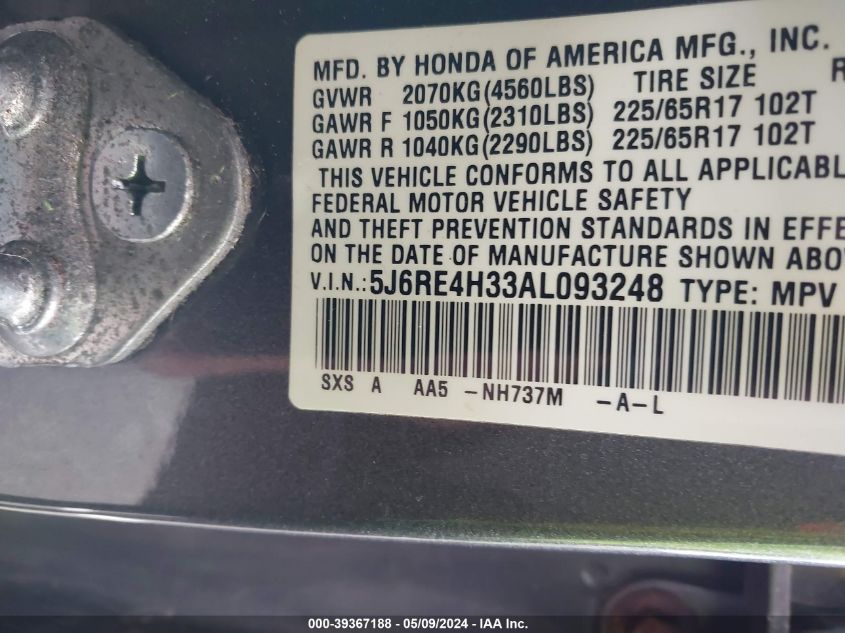 MFD. BY HONDA OF AMERICA MFG., INC.
GVWR 2070KG(4560LBS) TIRE SIZE R
GAWR F 1050KG(2310LBS) 225/65R17 102T
GAWR R 1040KG(2290LBS) 225/65R17 102T
THIS VEHICLE CONFORMS TO ALL APPLICABL
FEDERAL MOTOR VEHICLE SAFETY
AND THEFT PREVENTION STANDARDS IN EFFE
ON THE DATE OF MANUFACTURE SHOWN ABO
V.I.N.: 5J6RE4H33AL093248 TYPE: MPV
SXS A AA5 -NH737M -A-L
000-39367188 - 05/09/2024 - IAA Inc.